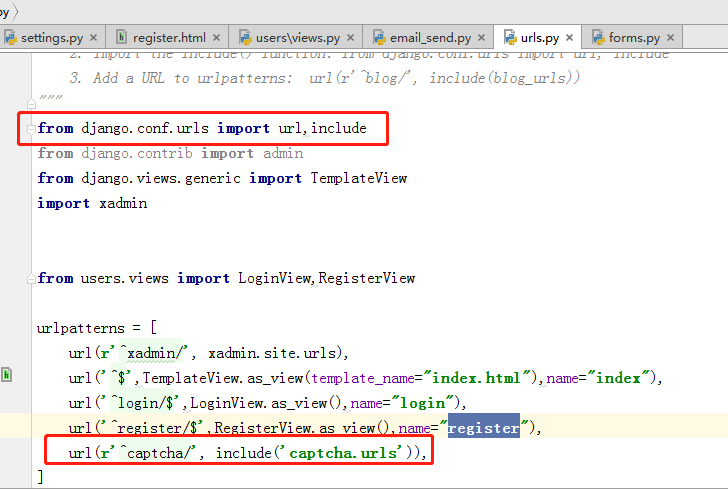 py
settings.py × register.html × users\views.py × email_send.py × urls.py × forms.py ×
2. Import the include() function: from django.conf.urls import url, include
3. Add a URL to urlpatterns:  url(r'^blog/', include(blog_urls))
"""
from django.conf.urls import url,include
from django.contrib import admin
from django.views.generic import TemplateView
import xadmin
from users.views import LoginView,RegisterView
urlpatterns = [
url(r'^xadmin/', xadmin.site.urls),
url('^$',TemplateView.as_view(template_name="index.html"),name="index"),
url('^login/$',LoginView.as_view(),name="login"),
url('^register/$',RegisterView.as_view(),name="register"),
url(r'^captcha/', include('captcha.urls')),
]